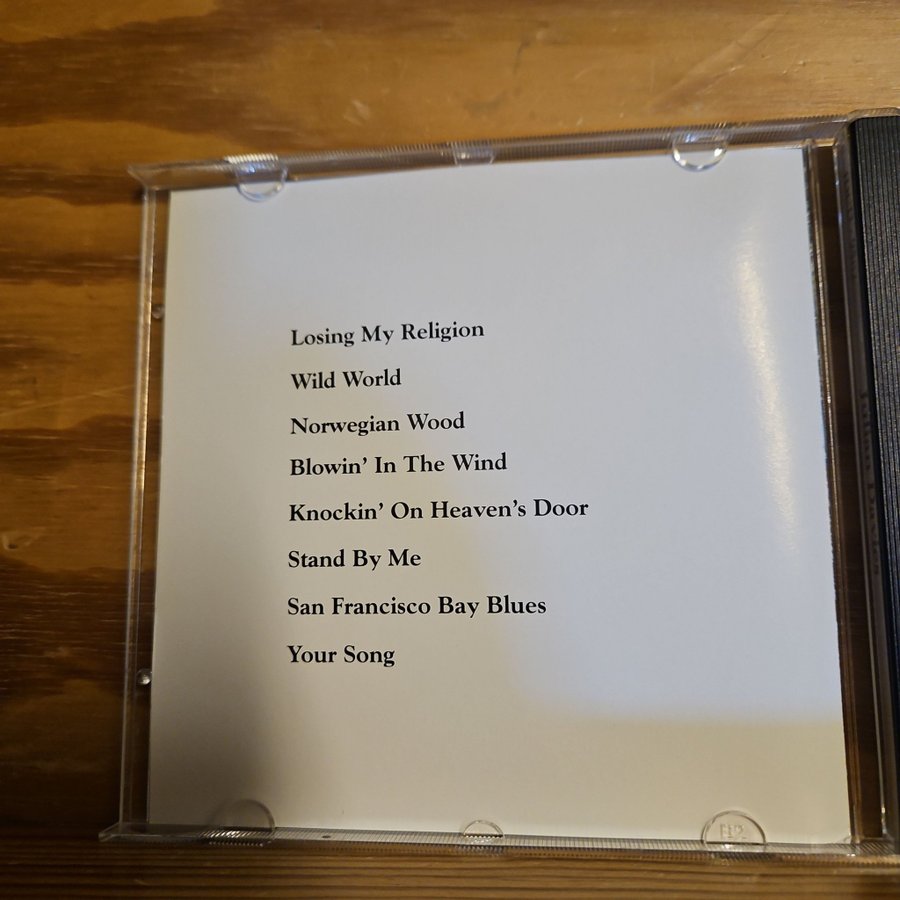 Losing My Religion
Wild World
Norwegian Wood
Blowin' In The Wind
Knockin' On Heaven's Door
Stand By Me
San Francisco Bay Blues
Your Song